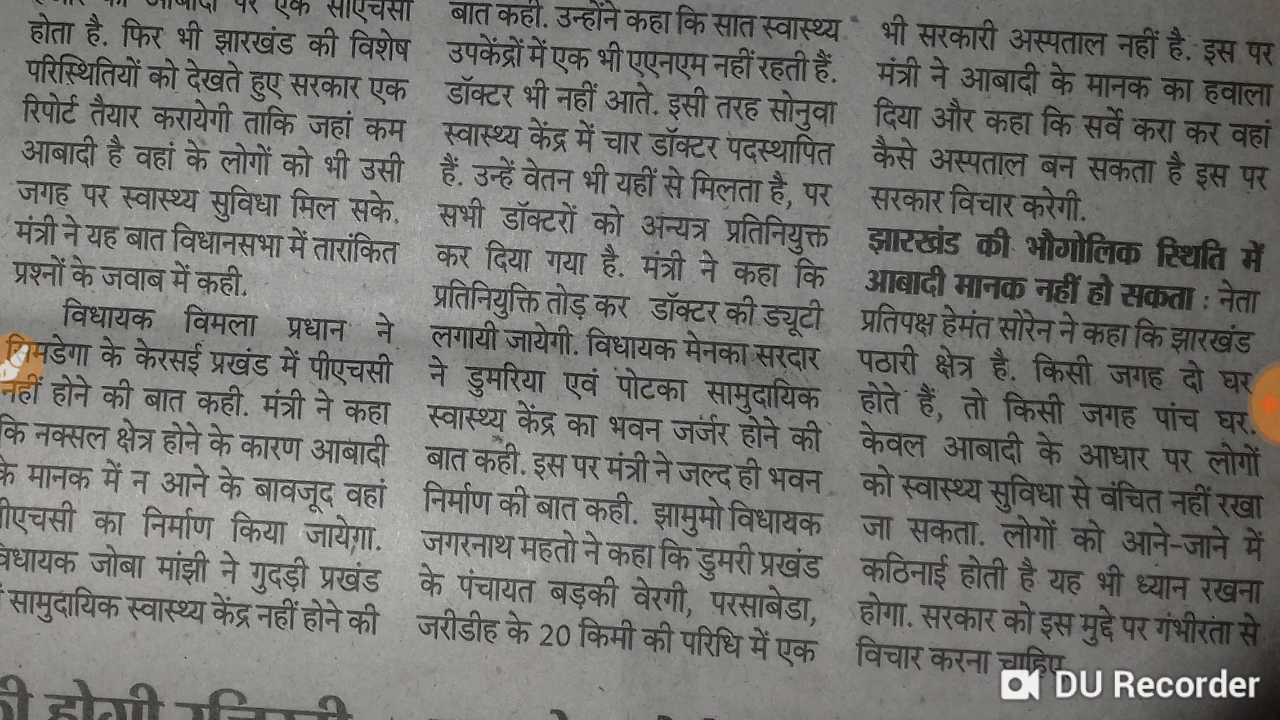 आबादी पर एक सीएचसी
होता है. फिर भी झारखंड की विशेष
परिस्थितियों को देखते हुए सरकार एक
रिपोर्ट तैयार करायेगी ताकि जहां कम
आबादी है वहां के लोगों को भी उसी
जगह पर स्वास्थ्य सुविधा मिल सके.
मंत्री ने यह बात विधानसभा में तारांकित
प्रश्नों के जवाब में कही.
विधायक विमला प्रधान ने
के केरसई प्रखंड में पीएचसी
नहीं होने की बात कही. मंत्री ने कहा
कि नक्सल क्षेत्र होने के कारण आबादी
के मानक में न आने के बावजूद वहां
पीएचसी का निर्माण किया जायेगा.
विधायक जोबा मांझी ने गुदड़ी प्रखंड
सामुदायिक स्वास्थ्य केंद्र नहीं होने की
बात कही. उन्होंने कहा कि सात स्वास्थ्य
उपकेंद्रों में एक भी एएनएम नहीं रहती हैं.
डॉक्टर भी नहीं आते. इसी तरह सोनुवा
स्वास्थ्य केंद्र में चार डॉक्टर पदस्थापित
हैं. उन्हें वेतन भी यहीं से मिलता है, पर
सभी डॉक्टरों को अन्यत्र प्रतिनियुक्त
कर दिया गया है. मंत्री ने कहा कि
प्रतिनियुक्ति तोड़ कर डॉक्टर की ड्यूटी
लगायी जायेगी. विधायक मेनका सरदार
ने डुमरिया एवं पोटका सामुदायिक
स्वास्थ्य केंद्र का भवन जर्जर होने की
बात कही. इस पर मंत्री ने जल्द ही भवन
निर्माण की बात कही. झामुमो विधायक
जगरनाथ महतो ने कहा कि डुमरी प्रखंड
के पंचायत बड़की वेरगी, परसाबेडा,
जरीडीह के 20 किमी की परिधि में एक
भी सरकारी अस्पताल नहीं है. इस पर
मंत्री ने आबादी के मानक का हवाला
दिया और कहा कि सर्वे करा कर वहां
कैसे अस्पताल बन सकता है इस पर
सरकार विचार करेगी.
झारखंड की भौगोलिक स्थिति में
आबादी मानक नहीं हो सकता : नेता
प्रतिपक्ष हेमंत सोरेन ने कहा कि झारखंड
पठारी क्षेत्र है. किसी जगह दो घर
होते हैं, तो किसी जगह पांच घर.
केवल आबादी के आधार पर लोगों
को स्वास्थ्य सुविधा से वंचित नहीं रखा
जा सकता. लोगों को आने-जाने में
कठिनाई होती है यह भी ध्यान रखना
होगा. सरकार को इस मुद्दे पर गंभीरता से
विचार करना चाहिए
DU Recorder